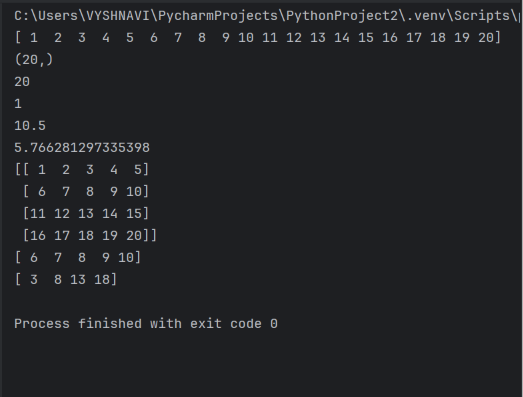 C:\Users\VYSHNAVI\PycharmProjects\PythonProject2\.venv\Scripts\
[ 1  2  3  4  5  6  7  8  9 10 11 12 13 14 15 16 17 18 19 20]
(20,)
20
1
10.5
5.766281297335398
[[ 1  2  3  4  5]
 [ 6  7  8  9 10]
 [11 12 13 14 15]
 [16 17 18 19 20]]
[ 6  7  8  9 10]
[ 3  8 13 18]
Process finished with exit code 0